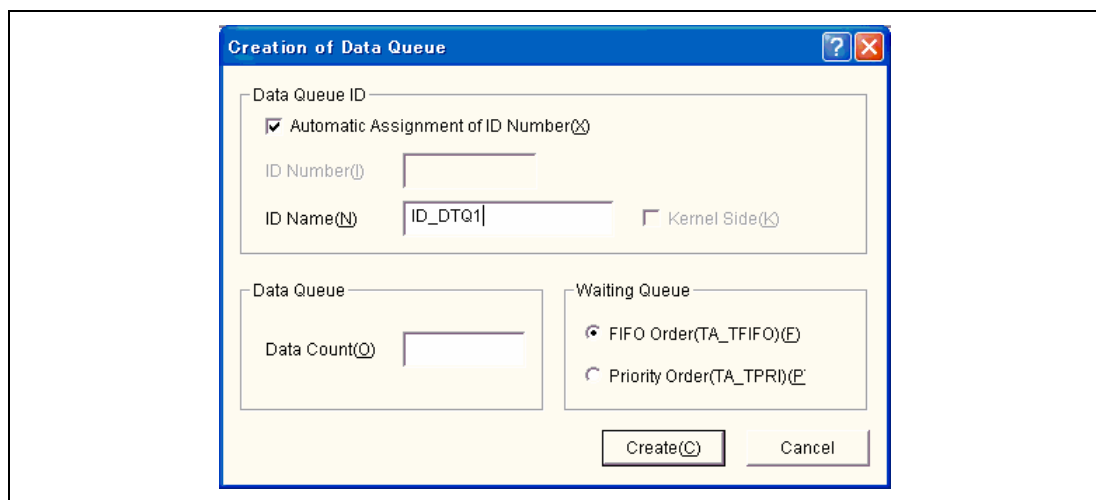 Creation of Data Queue
Data Queue ID
Automatic Assignment of ID Number(X)
ID Number(I)
ID Name(N) ID_DTQ1 Kernel Side(K)
Data Queue Waiting Queue
FIFO Order(TA_TFIFO)(F)
Data Count(O)
Priority Order(TA_TPRI)(P
Create(C) Cancel